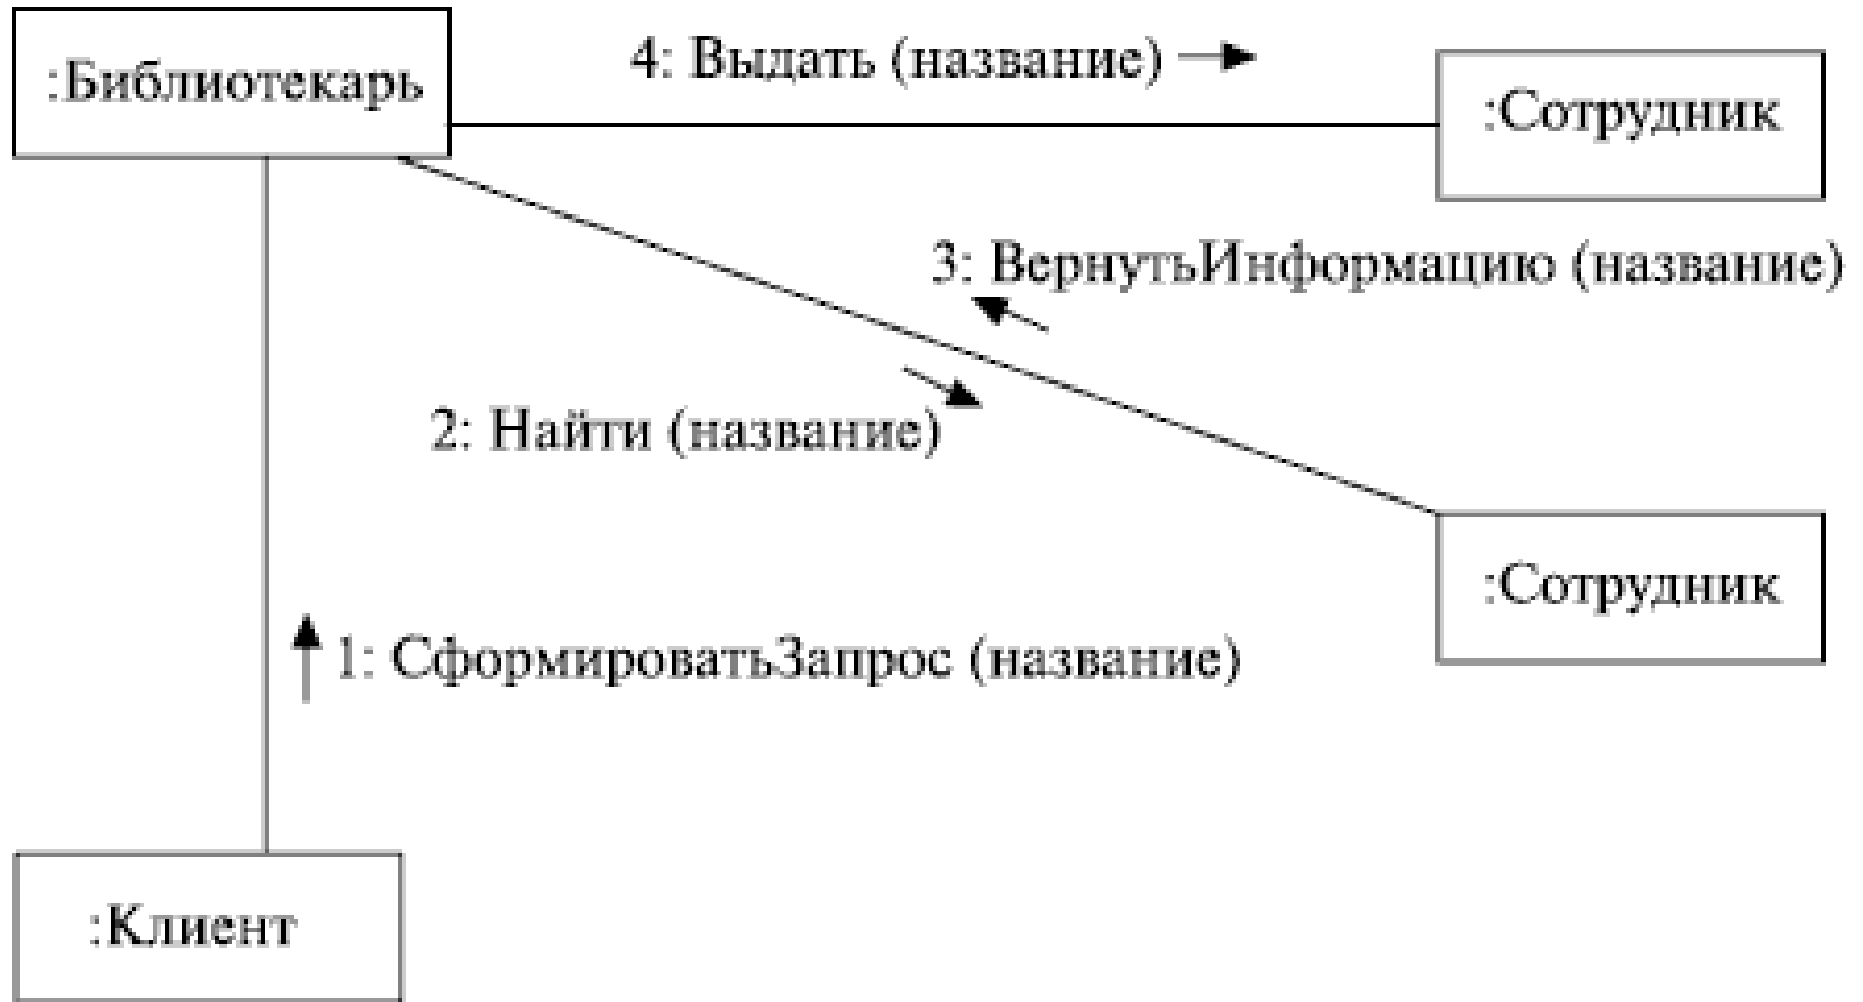 :Библиотекарь
4: Выдать (название)
:Сотрудник
3: ВернутьИнформацию (название)
2: Найти (название)
:Сотрудник
1: СформироватьЗапрос (название)
:Клиент